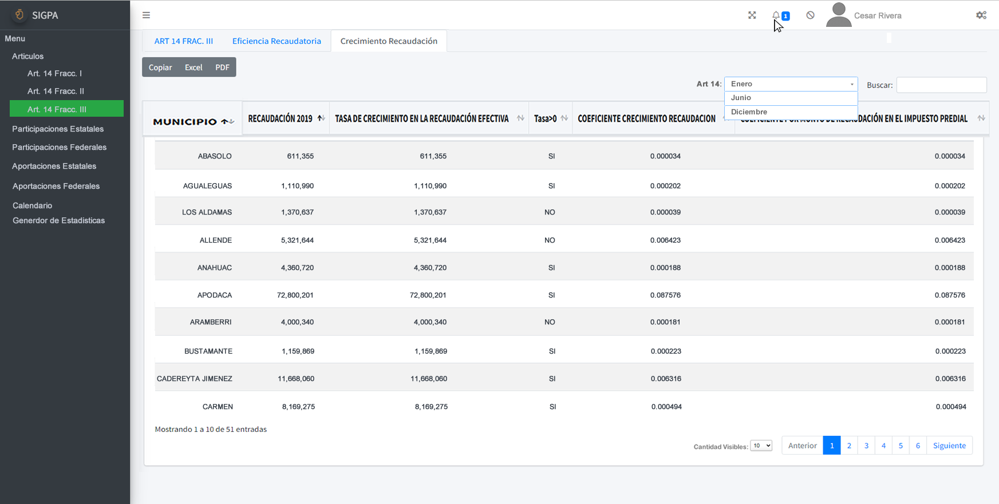 SIGPA
1
Cesar Rivera
Menu
Articulos
Art. 14 Fracc. I
Art. 14 Fracc. II
Art. 14 Fracc. III
Participaciones Estatales
Participaciones Federales
Aportaciones Estatales
Aportaciones Federales
Calendario
Generdor de Estadisticas
ART 14 FRAC. III Eficiencia Recaudatoria Crecimiento Recaudación
Copiar Excel PDF
Art 14: Enero Buscar:
Junio
Diciembre
MUNICIPIO RECAUDACIÓN 2019 TASA DE CRECIMIENTO EN LA RECAUDACIÓN EFECTIVA Tasa>0 COEFICIENTE CRECIMIENTO RECAUDACION COEFICIENTE POR MONTO DE RECAUDACIÓN EN EL IMPUESTO PREDIAL
ABASOLO 611,355 611,355 SI 0.000034 0.000034
AGUALEGUAS 1,110,990 1,110,990 SI 0.000202 0.000202
LOS ALDAMAS 1,370,637 1,370,637 NO 0.000039 0.000039
ALLENDE 5,321,644 5,321,644 NO 0.006423 0.006423
ANAHUAC 4,360,720 4,360,720 SI 0.000188 0.000188
APODACA 72,800,201 72,800,201 SI 0.087576 0.087576
ARAMBERRI 4,000,340 4,000,340 NO 0.000181 0.000181
BUSTAMANTE 1,159,869 1,159,869 SI 0.000223 0.000223
CADEREYTA JIMENEZ 11,668,060 11,668,060 SI 0.006316 0.006316
CARMEN 8,169,275 8,169,275 SI 0.000494 0.000494
Mostrando 1 a 10 de 51 entradas
Cantidad Visibles: 10 Anterior 1 2 3 4 5 6 Siguiente